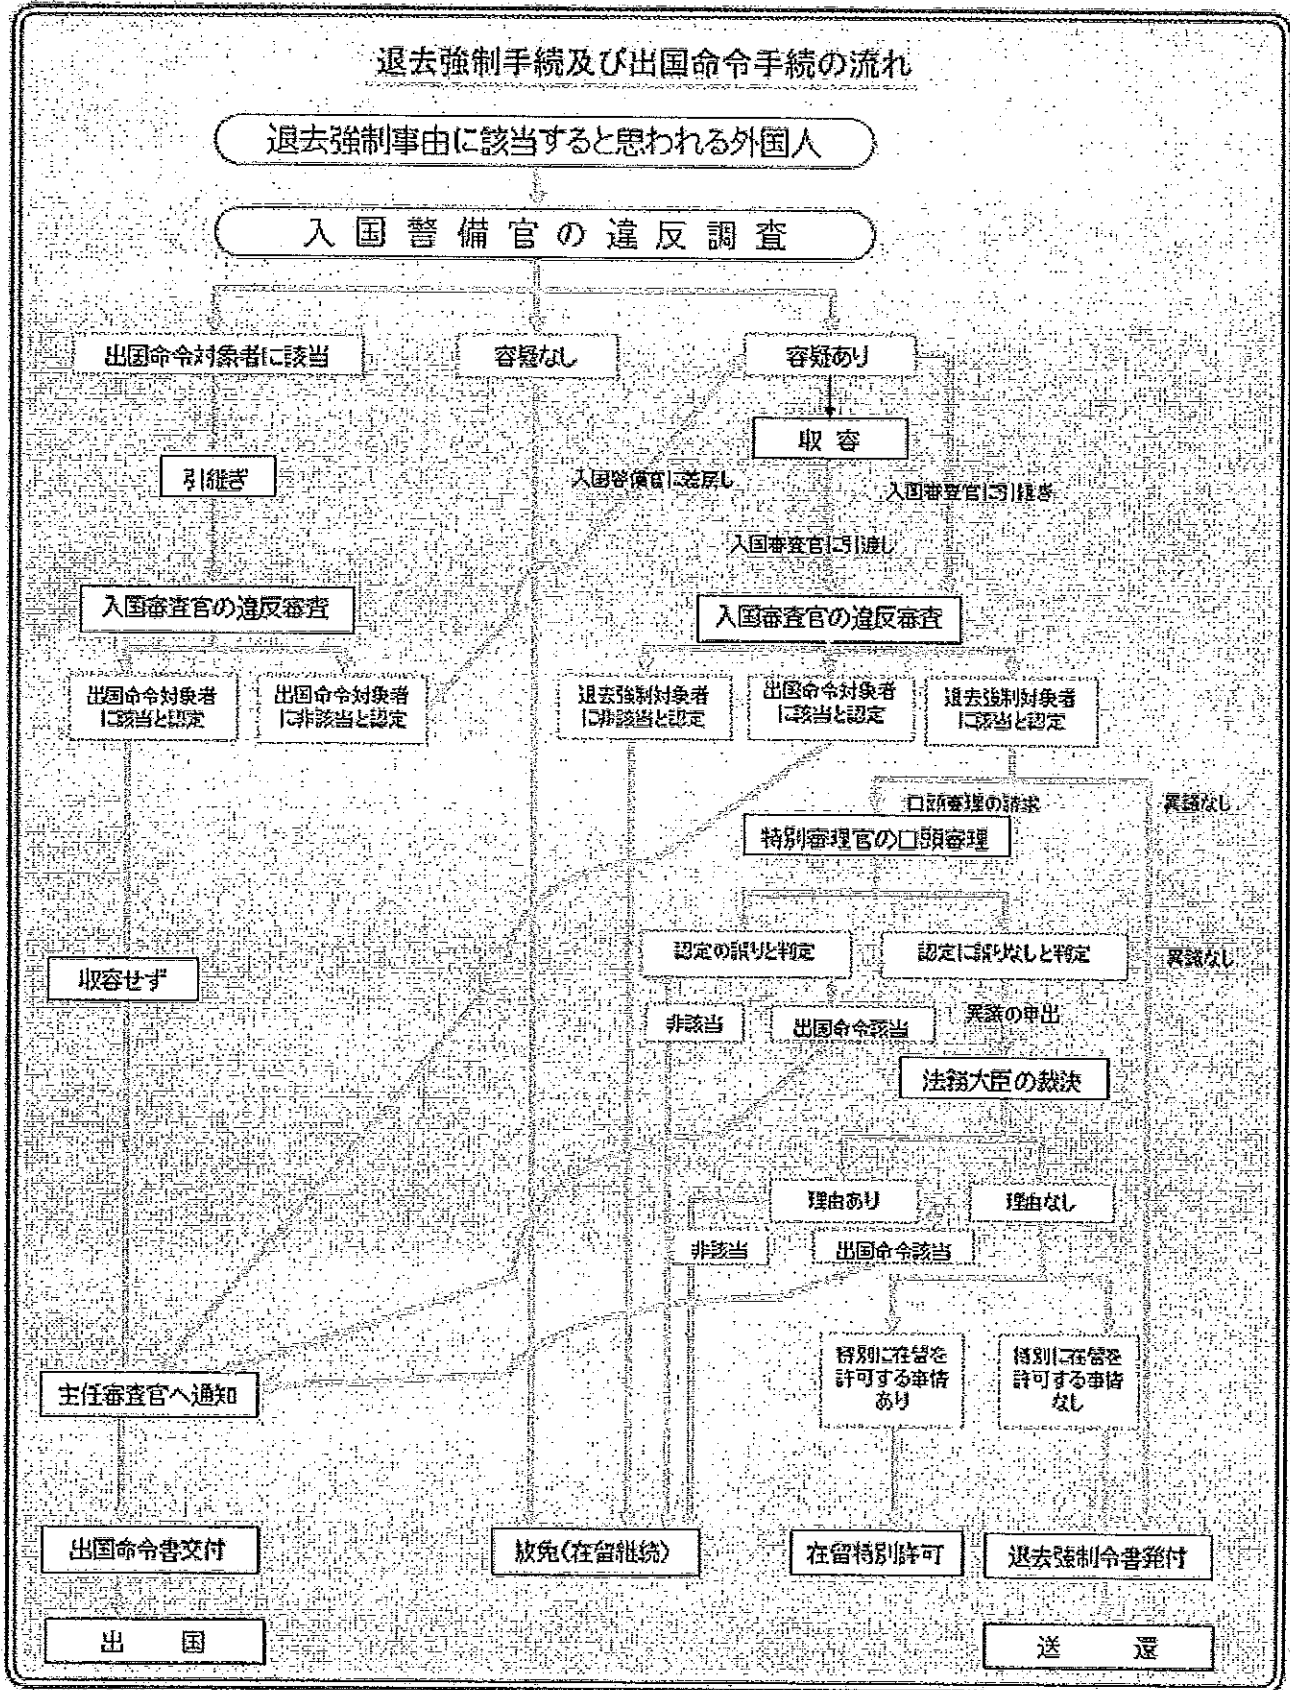 退去強制手続及び出国命令手続の流れ
退去強制事由に該当すると思われる外国人
入国警備官の違反調査
出国命令対象者に該当
容疑なし
容疑あり
収容
引継ぎ
入国警備官に差戻し
入国審査官に引継ぎ
入国審査官に引渡し
入国審査官の違反審査
入国審査官の違反審査
出国命令対象者
に該当と認定
出国命令対象者
に非該当と認定
退去強制対象者
に非該当と認定
出国命令対象者
に該当と認定
退去強制対象者
に該当と認定
口頭審理の請求
異議なし
特別審理官の口頭審理
認定の誤りと判定
認定に誤りなしと判定
異議なし
収容せず
非該当
出国命令該当
異議の申出
法務大臣の裁決
理由あり
理由なし
非該当
出国命令該当
特別に在留を
許可する事情
あり
特別に在留を
許可する事情
なし
主任審査官へ通知
出国命令書交付
放免(在留継続)
在留特別許可
退去強制令書発付
出国
送還